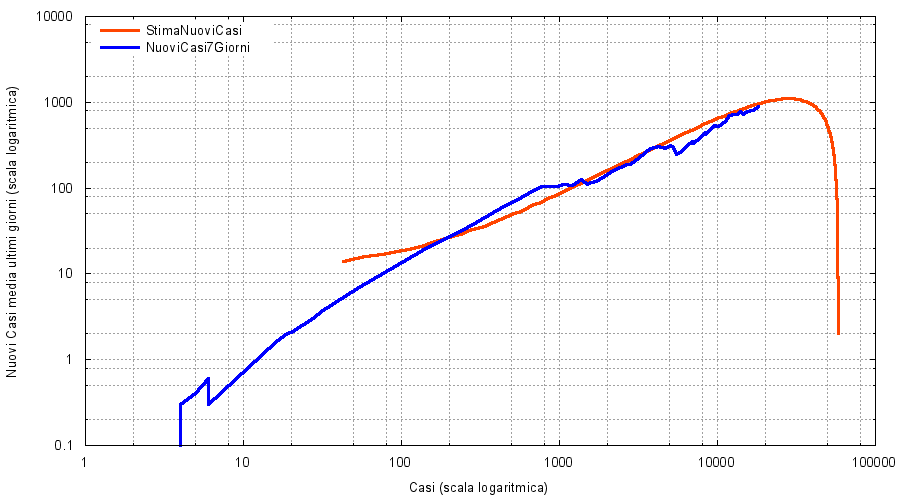 10000
1000
100
10
1
0.1
StimaNuoviCasi
NuoviCasi7Giorni
Nuovi Casi media ultimi giorni (scala logaritmica)
1 10 100 1000 10000 100000
Casi (scala logaritmica)